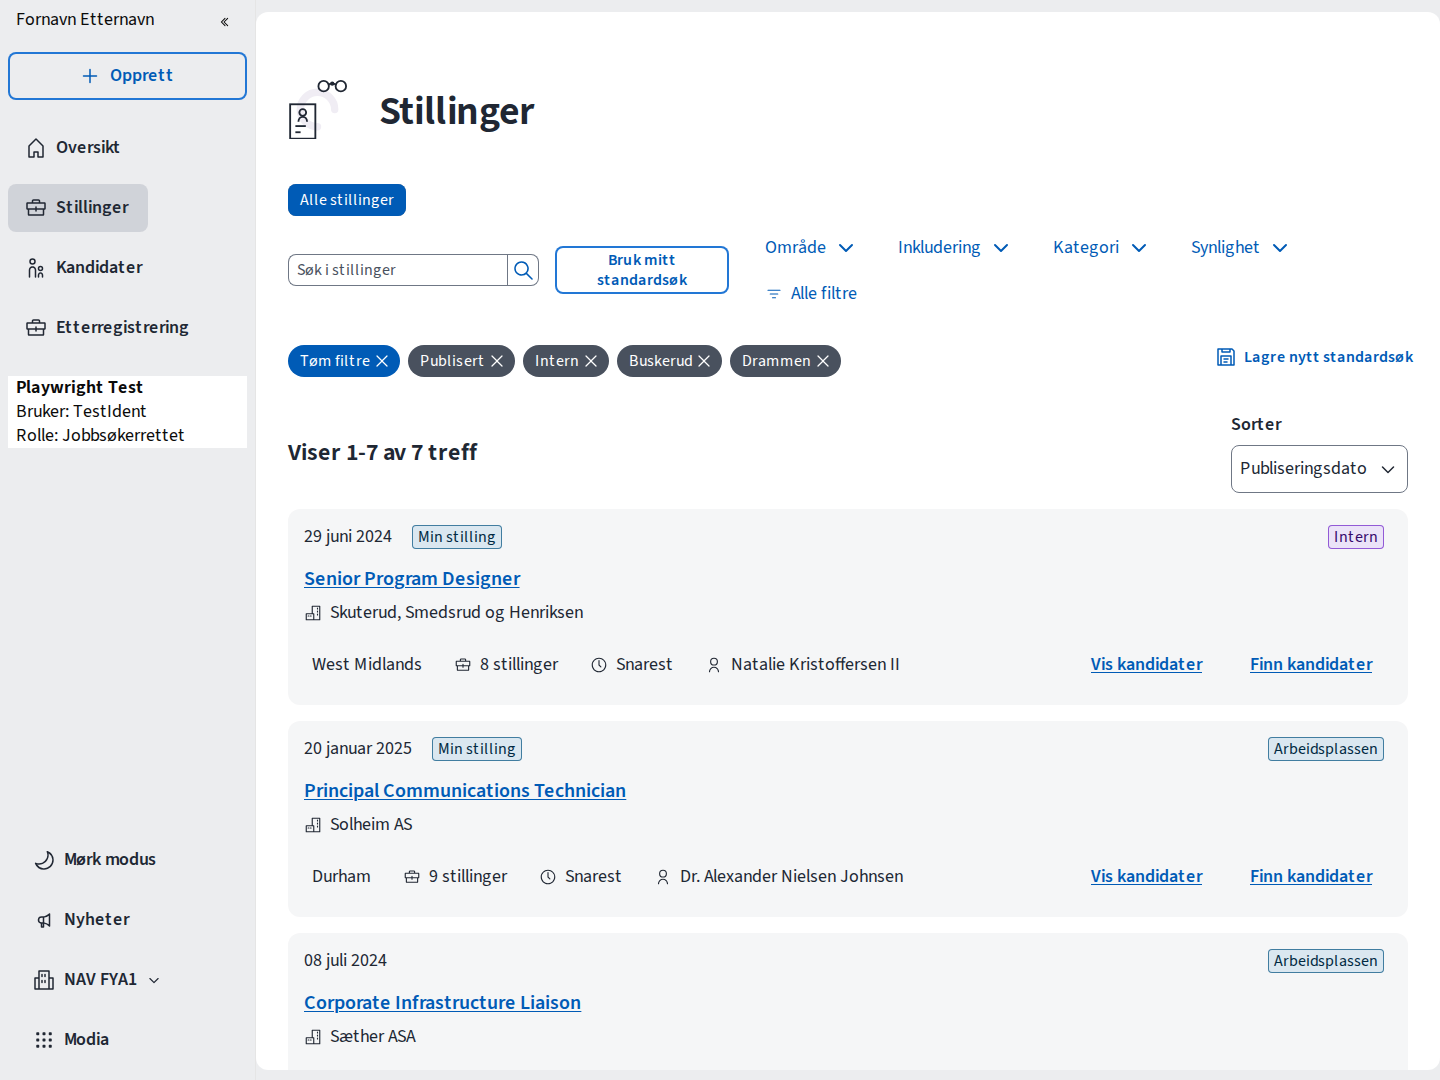 Fornavn Etternavn
Opprett
Oversikt
Stillinger
Kandidater
Etterregistrering
Playwright Test
Bruker: TestIdent
Rolle: Jobbsøkerrettet
Mørk modus
Nyheter
NAV FYA1
Modia
Stillinger
Alle stillinger
Søk i stillinger
Bruk mitt
standardsøk
Område
Inkludering
Kategori
Synlighet
Alle filtre
Tøm filtre
Publisert
Intern
Buskerud
Drammen
Lagre nytt standardsøk
Viser 1-7 av 7 treff
Sorter
Publiseringsdato
29 juni 2024
Min stilling
Intern
Senior Program Designer
Skuterud, Smedsrud og Henriksen
West Midlands
8 stillinger
Snarest
Natalie Kristoffersen II
Vis kandidater
Finn kandidater
20 januar 2025
Min stilling
Arbeidsplassen
Principal Communications Technician
Solheim AS
Durham
9 stillinger
Snarest
Dr. Alexander Nielsen Johnsen
Vis kandidater
Finn kandidater
08 juli 2024
Arbeidsplassen
Corporate Infrastructure Liaison
Sæther ASA